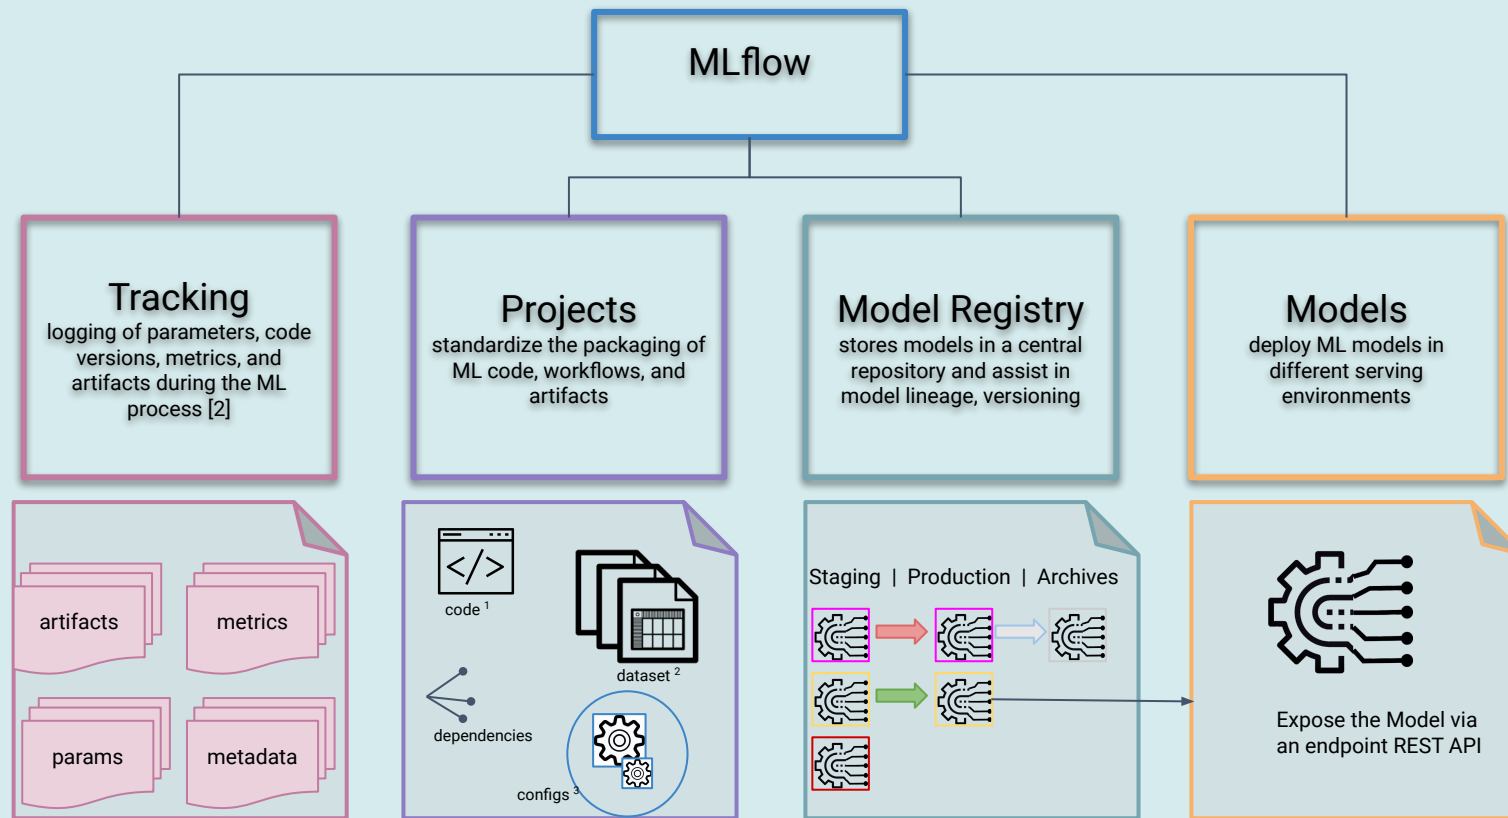 MLflow
Tracking
logging of parameters, code
versions, metrics, and
artifacts during the ML
process [2]
Projects
standardize the packaging of
ML code, workflows, and
artifacts
Model Registry
stores models in a central
repository and assist in
model lineage, versioning
Models
deploy ML models in
different serving
environments
artifacts
metrics
params
metadata
</>
code ¹
dataset ²
dependencies
configs ³
Staging | Production | Archives
Expose the Model via
an endpoint REST API